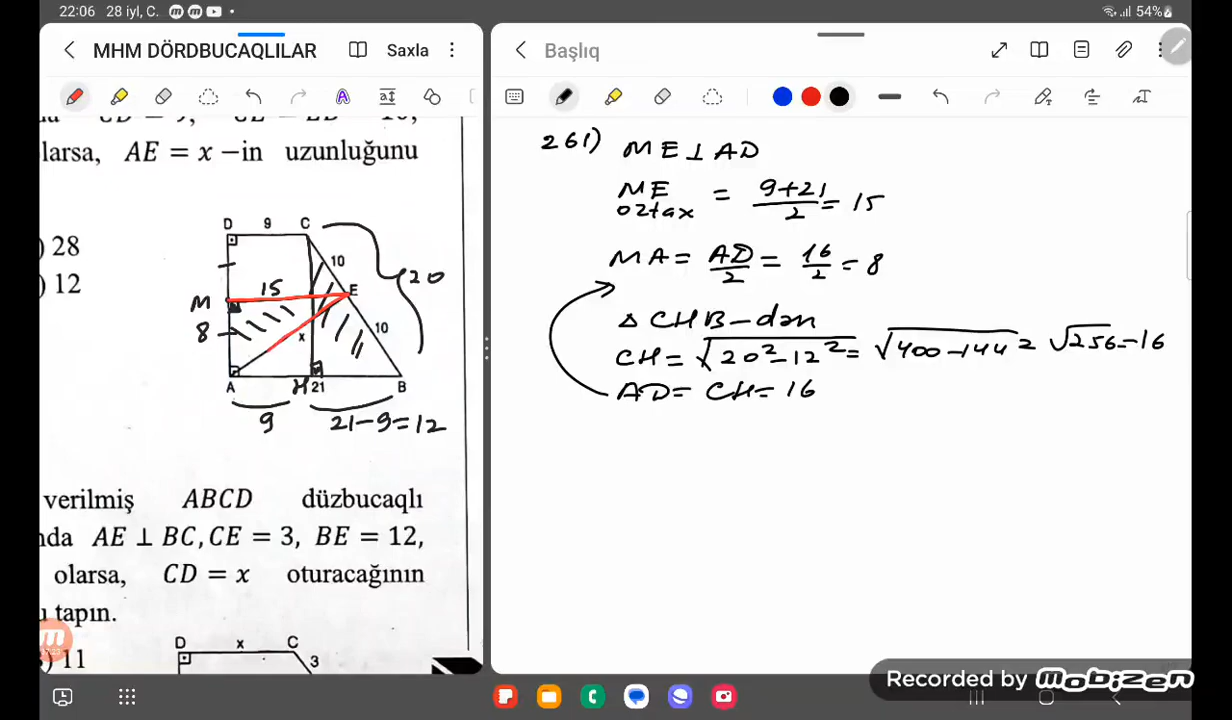 22:06 28 iyl, C.
54%
MHM DÖRDBUCAQLILAR
Saxla
Başlıq
larsa, AE = x –in uzunluğunu
) 28
) 12
D 9 C
10
20
M 15 E
8 x 10
A H 21 B
9 21-9=12
verilmiş ABCD düzbucaqlı
nda AE ⊥ BC, CE = 3, BE = 12,
olarsa, CD = x oturacağının
tapın.
11
D x C
3
261) ME⊥AD
ME oztax = 9+21/2 = 15
MA = AD/2 = 16/2 = 8
△CHB-dən
CH = √20²-12² = √400-144 = √256 = 16
AD = CH = 16
Recorded by mobizen